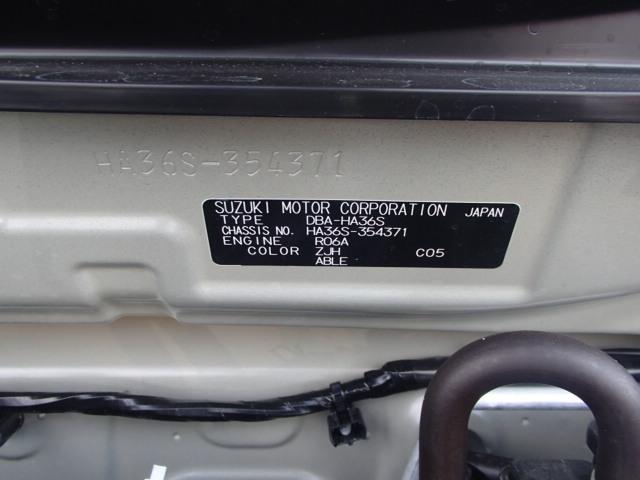 HA36S-354371
SUZUKI MOTOR CORPORATION JAPAN
TYPE DBA-HA36S
CHASSIS NO. HA36S-354371
ENGINE R06A
COLOR ZJH C05
ABLE